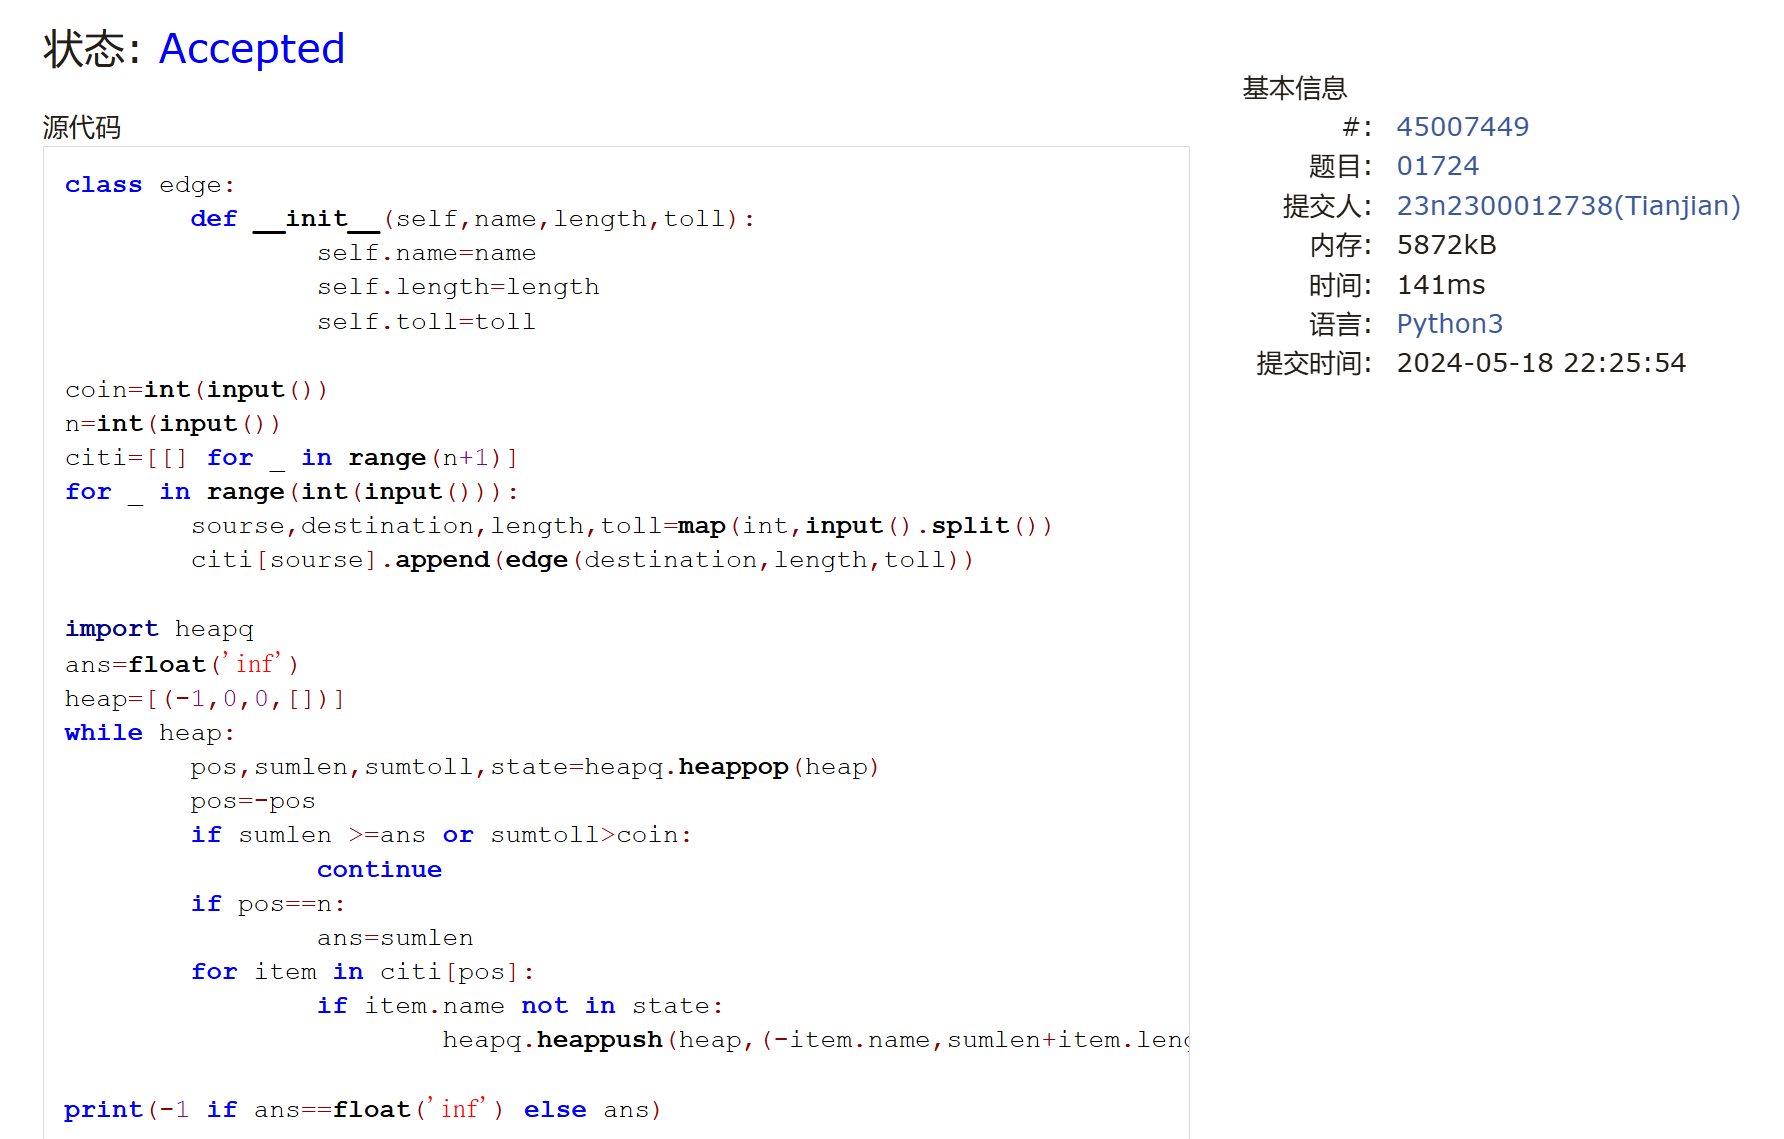 状态: Accepted
源代码
class edge:
def __init__(self,name,length,toll):
self.name=name
self.length=length
self.toll=toll
coin=int(input())
n=int(input())
citi=[[] for _ in range(n+1)]
for _ in range(int(input())):
sourse,destination,length,toll=map(int,input().split())
citi[sourse].append(edge(destination,length,toll))
import heapq
ans=float('inf')
heap=[(-1,0,0,[])]
while heap:
pos,sumlen,sumtoll,state=heapq.heappop(heap)
pos=-pos
if sumlen >=ans or sumtoll>coin:
continue
if pos==n:
ans=sumlen
for item in citi[pos]:
if item.name not in state:
heapq.heappush(heap,(-item.name,sumlen+item.leng
print(-1 if ans==float('inf') else ans)
基本信息
#: 45007449
题目: 01724
提交人: 23n2300012738(Tianjian)
内存: 5872kB
时间: 141ms
语言: Python3
提交时间: 2024-05-18 22:25:54